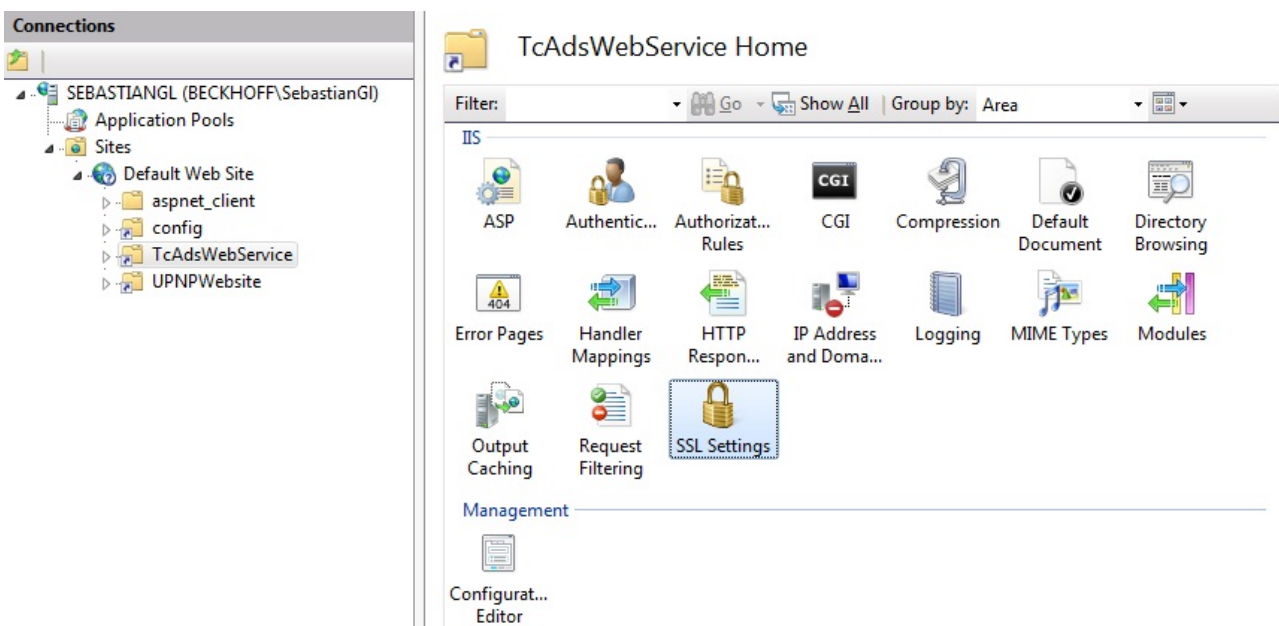 Connections
SEBASTIANGL (BECKHOFF\SebastianGl)
Application Pools
Sites
Default Web Site
aspnet_client
config
TcAdsWebService
UPNPWebsite
TcAdsWebService Home
Filter: Go Show All Group by: Area
IIS
ASP
Authentic...
Authorizat...
Rules
CGI
Compression
Default
Document
Directory
Browsing
404
Error Pages
Handler
Mappings
HTTP
Respon...
IP Address
and Doma...
Logging
MIME Types
Modules
Output
Caching
Request
Filtering
SSL Settings
Management
Configurat...
Editor